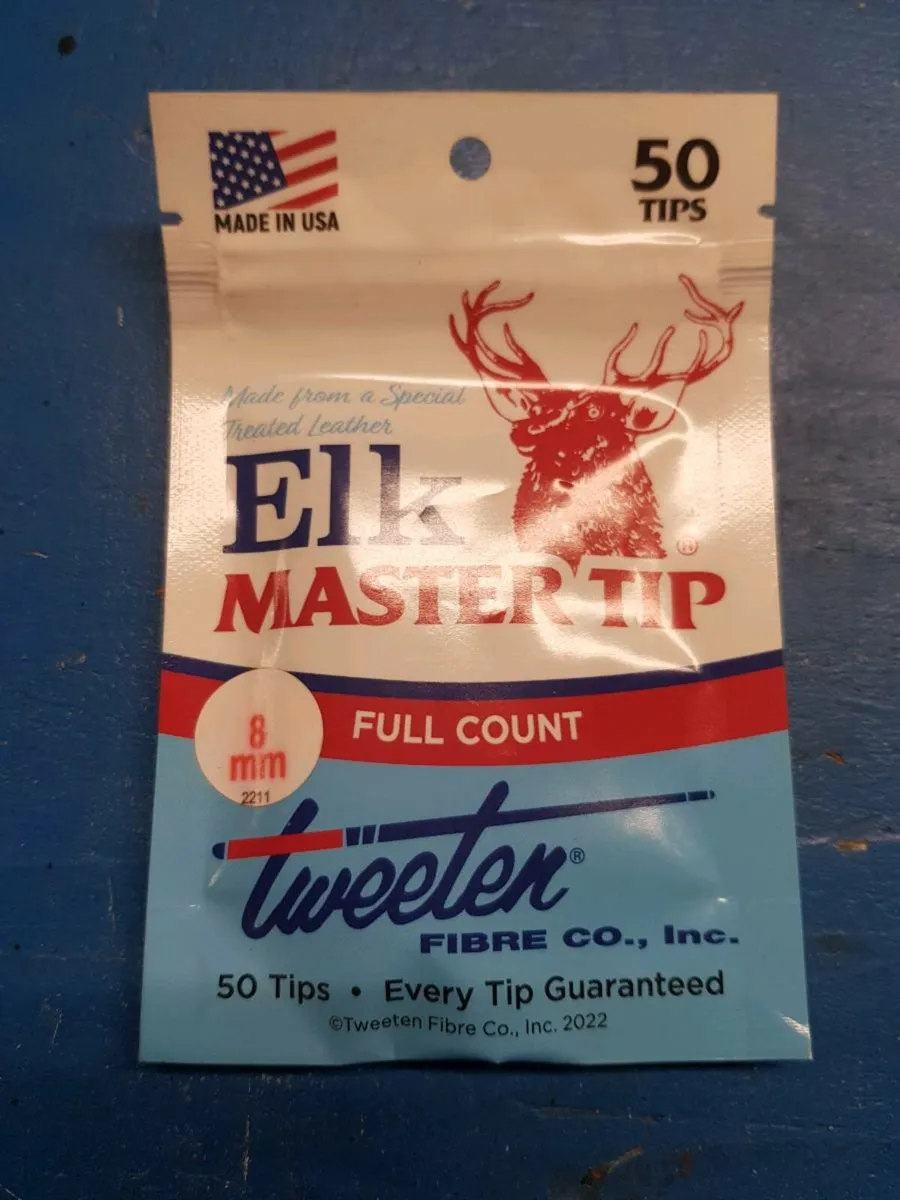 MADE IN USA
50
TIPS
Made from a Special
Treated Leather
Elk
MASTER TIP
®
FULL COUNT
8
mm
2211
tweeten®
FIBRE CO., Inc.
50 Tips • Every Tip Guaranteed
©Tweeten Fibre Co., Inc. 2022